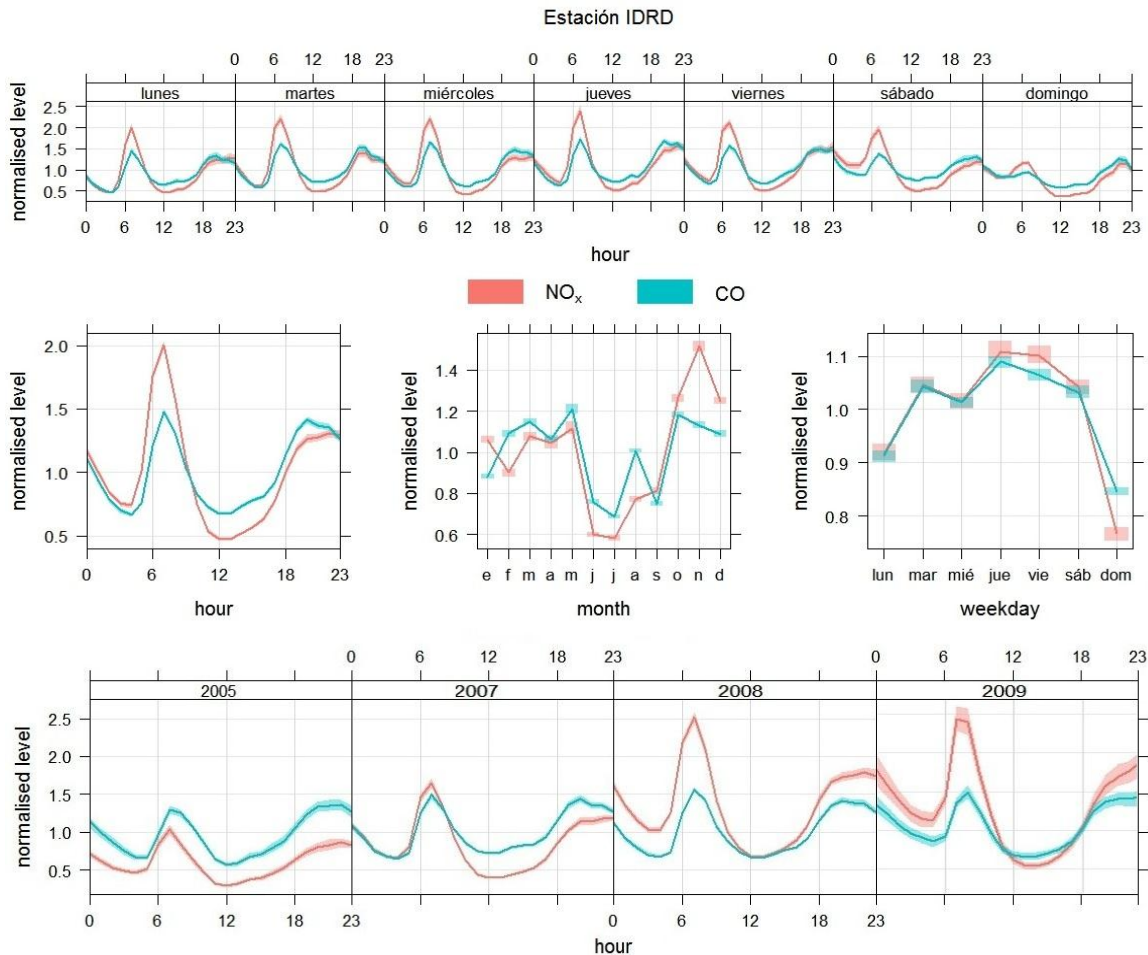 Estación IDRD
0 6 12 18 23 0 6 12 18 23 0 6 12 18 23
lunes martes miércoles jueves viernes sábado domingo
normalised level
2.5
2.0
1.5
1.0
0.5
0 6 12 18 23 0 6 12 18 23 0 6 12 18 23 0 6 12 18 23
hour
NOx CO
normalised level
2.0
1.5
1.0
0.5
0 6 12 18 23
hour
normalised level
1.4
1.2
1.0
0.8
0.6
e f m a m j j a s o n d
month
normalised level
1.1
1.0
0.9
0.8
lun mar mié jue vie sáb dom
weekday
0 6 12 18 23 0 6 12 18 23
2005 2007 2008 2009
normalised level
2.5
2.0
1.5
1.0
0.5
0 6 12 18 23 0 6 12 18 23
hour